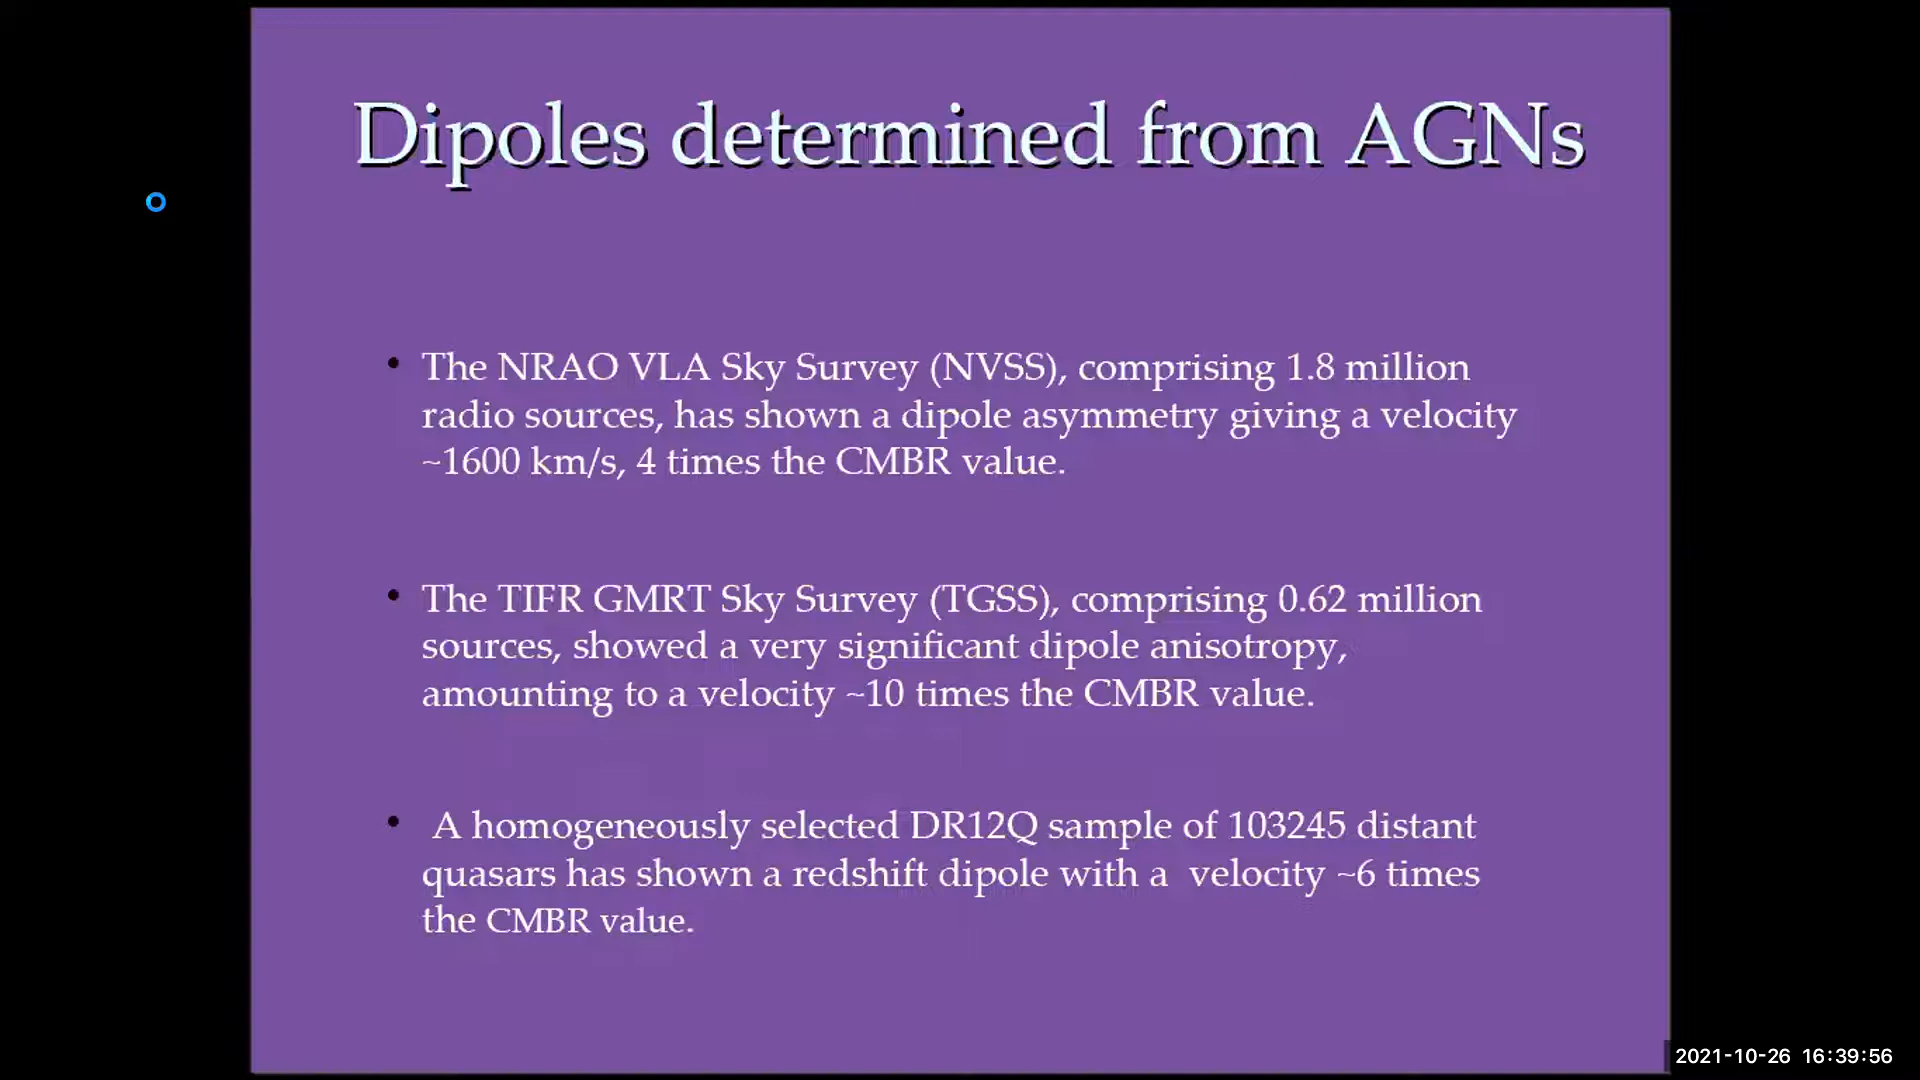 Dipoles determined from AGNs
• The NRAO VLA Sky Survey (NVSS), comprising 1.8 million
radio sources, has shown a dipole asymmetry giving a velocity
~1600 km/s, 4 times the CMBR value.
• The TIFR GMRT Sky Survey (TGSS), comprising 0.62 million
sources, showed a very significant dipole anisotropy,
amounting to a velocity ~10 times the CMBR value.
• A homogeneously selected DR12Q sample of 103245 distant
quasars has shown a redshift dipole with a velocity ~6 times
the CMBR value.
2021-10-26 16:39:56